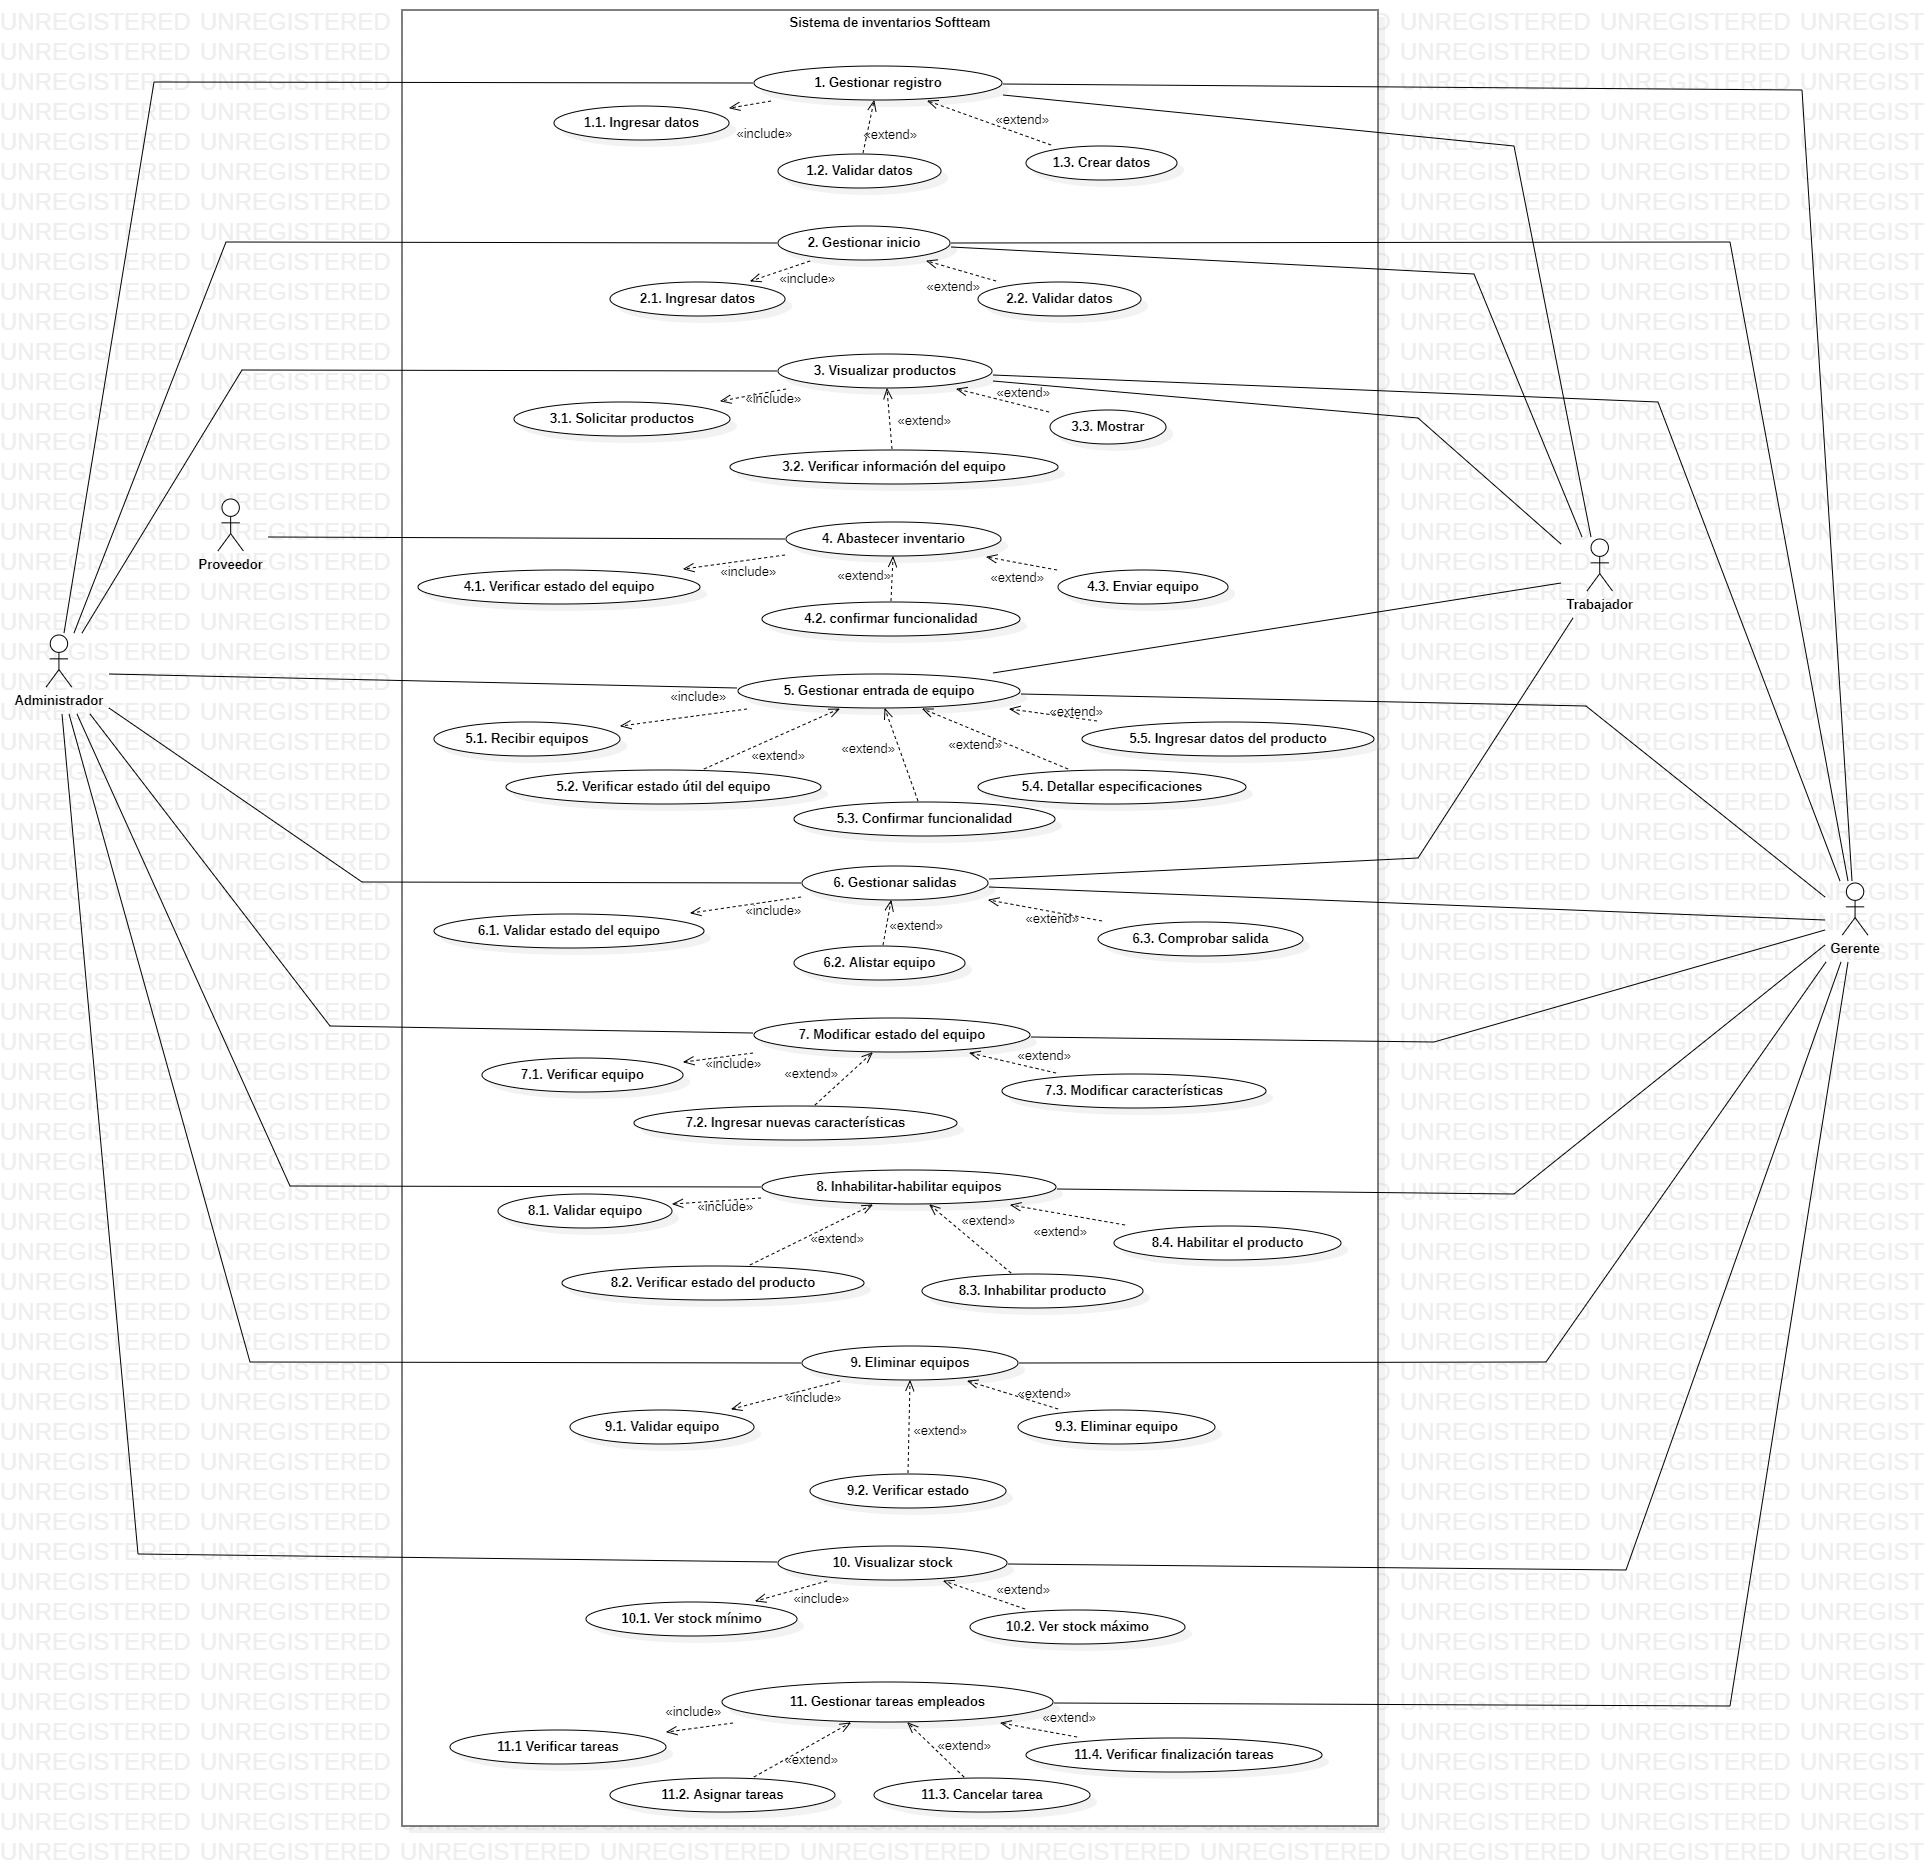 Sistema de inventarios Softteam
1. Gestionar registro
1.1. Ingresar datos
«include»
«extend»
«extend»
1.2. Validar datos
1.3. Crear datos
2. Gestionar inicio
«include»
«extend»
2.1. Ingresar datos
2.2. Validar datos
3. Visualizar productos
«include»
«extend»
3.1. Solicitar productos
«extend»
3.3. Mostrar
3.2. Verificar información del equipo
Proveedor
4. Abastecer inventario
«include»
«extend»
«extend»
4.1. Verificar estado del equipo
4.3. Enviar equipo
4.2. confirmar funcionalidad
Trabajador
Administrador
5. Gestionar entrada de equipo
«include»
«extend»
5.1. Recibir equipos
5.5. Ingresar datos del producto
«extend»
«extend»
«extend»
5.2. Verificar estado útil del equipo
5.4. Detallar especificaciones
5.3. Confirmar funcionalidad
6. Gestionar salidas
«include»
«extend»
«extend»
6.1. Validar estado del equipo
6.3. Comprobar salida
6.2. Alistar equipo
Gerente
7. Modificar estado del equipo
«include»
«extend»
«extend»
7.1. Verificar equipo
7.3. Modificar características
7.2. Ingresar nuevas características
8. Inhabilitar-habilitar equipos
«include»
8.1. Validar equipo
«extend»
«extend»
«extend»
8.4. Habilitar el producto
8.2. Verificar estado del producto
8.3. Inhabilitar producto
9. Eliminar equipos
«include»
«extend»
9.1. Validar equipo
«extend»
9.3. Eliminar equipo
9.2. Verificar estado
10. Visualizar stock
«include»
«extend»
10.1. Ver stock mínimo
10.2. Ver stock máximo
11. Gestionar tareas empleados
«include»
«extend»
11.1 Verificar tareas
«extend»
«extend»
11.4. Verificar finalización tareas
11.2. Asignar tareas
11.3. Cancelar tarea
UNREGISTERED